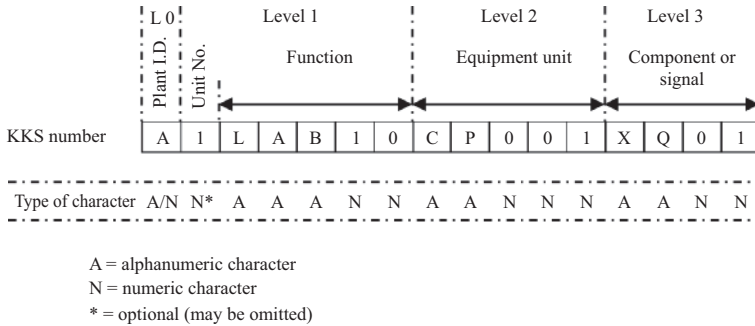 L 0 Level 1 Level 2 Level 3
Plant I.D.
Unit No.
Function Equipment unit Component or
signal
KKS number A 1 L A B 1 0 C P 0 0 1 X Q 0 1
Type of character A/N N* A A A N N A A N N N A A N N
A = alphanumeric character
N = numeric character
* = optional (may be omitted)